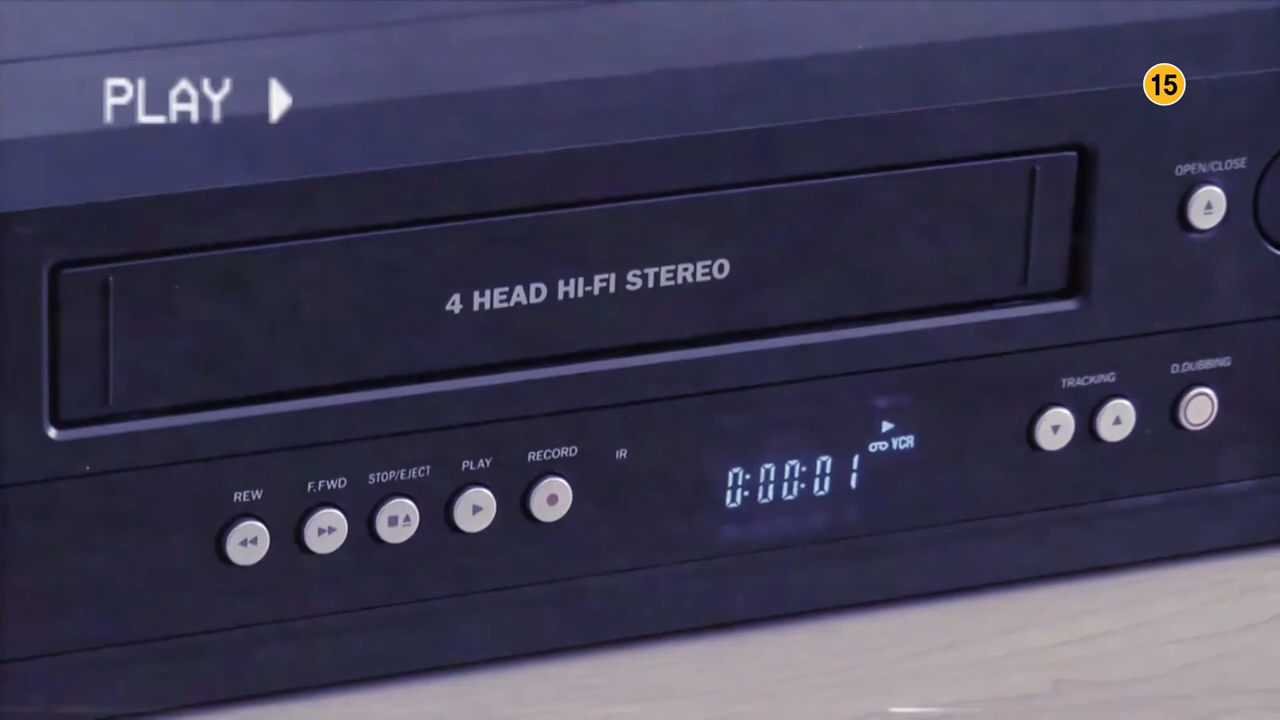 PLAY
15
OPEN/CLOSE
4 HEAD HI-FI STEREO
TRACKING
D.DUBBING
REW
F.FWD
STOP/EJECT
PLAY
RECORD
IR
VCR
0:00:01